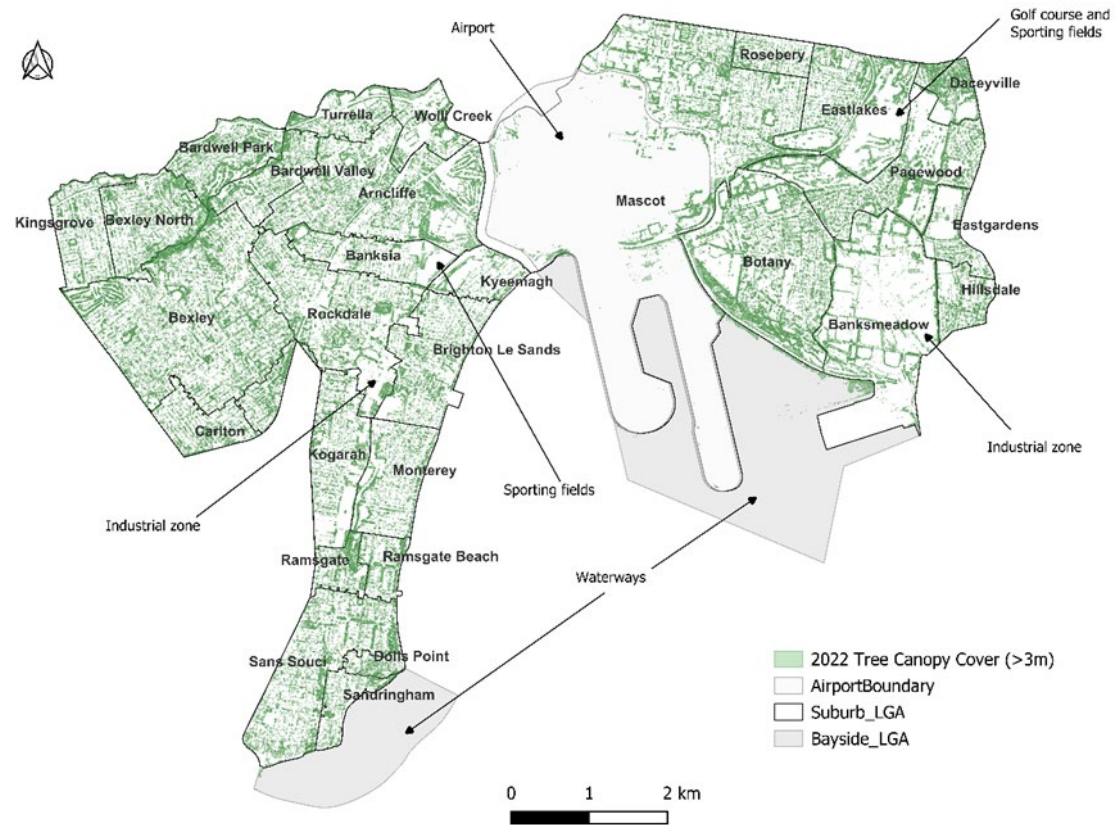 Golf course and
Sporting fields
Airport
Rosebery
Daceyville
Eastlakes
Turrella
Wolli Creek
Bardwell Park
Bardwell Valley
Pagewood
Arncliffe
Mascot
Kingsgrove
Bexley North
Eastgardens
Banksia
Botany
Kyeemagh
Hillsdale
Bexley
Rockdale
Banksmeadow
Brighton Le Sands
Carlton
Industrial zone
Kogarah
Monterey
Sporting fields
Industrial zone
Ramsgate
Ramsgate Beach
Waterways
Sans Souci
Dolls Point
Sandringham
2022 Tree Canopy Cover (>3m)
AirportBoundary
Suburb_LGA
Bayside_LGA
0 1 2 km